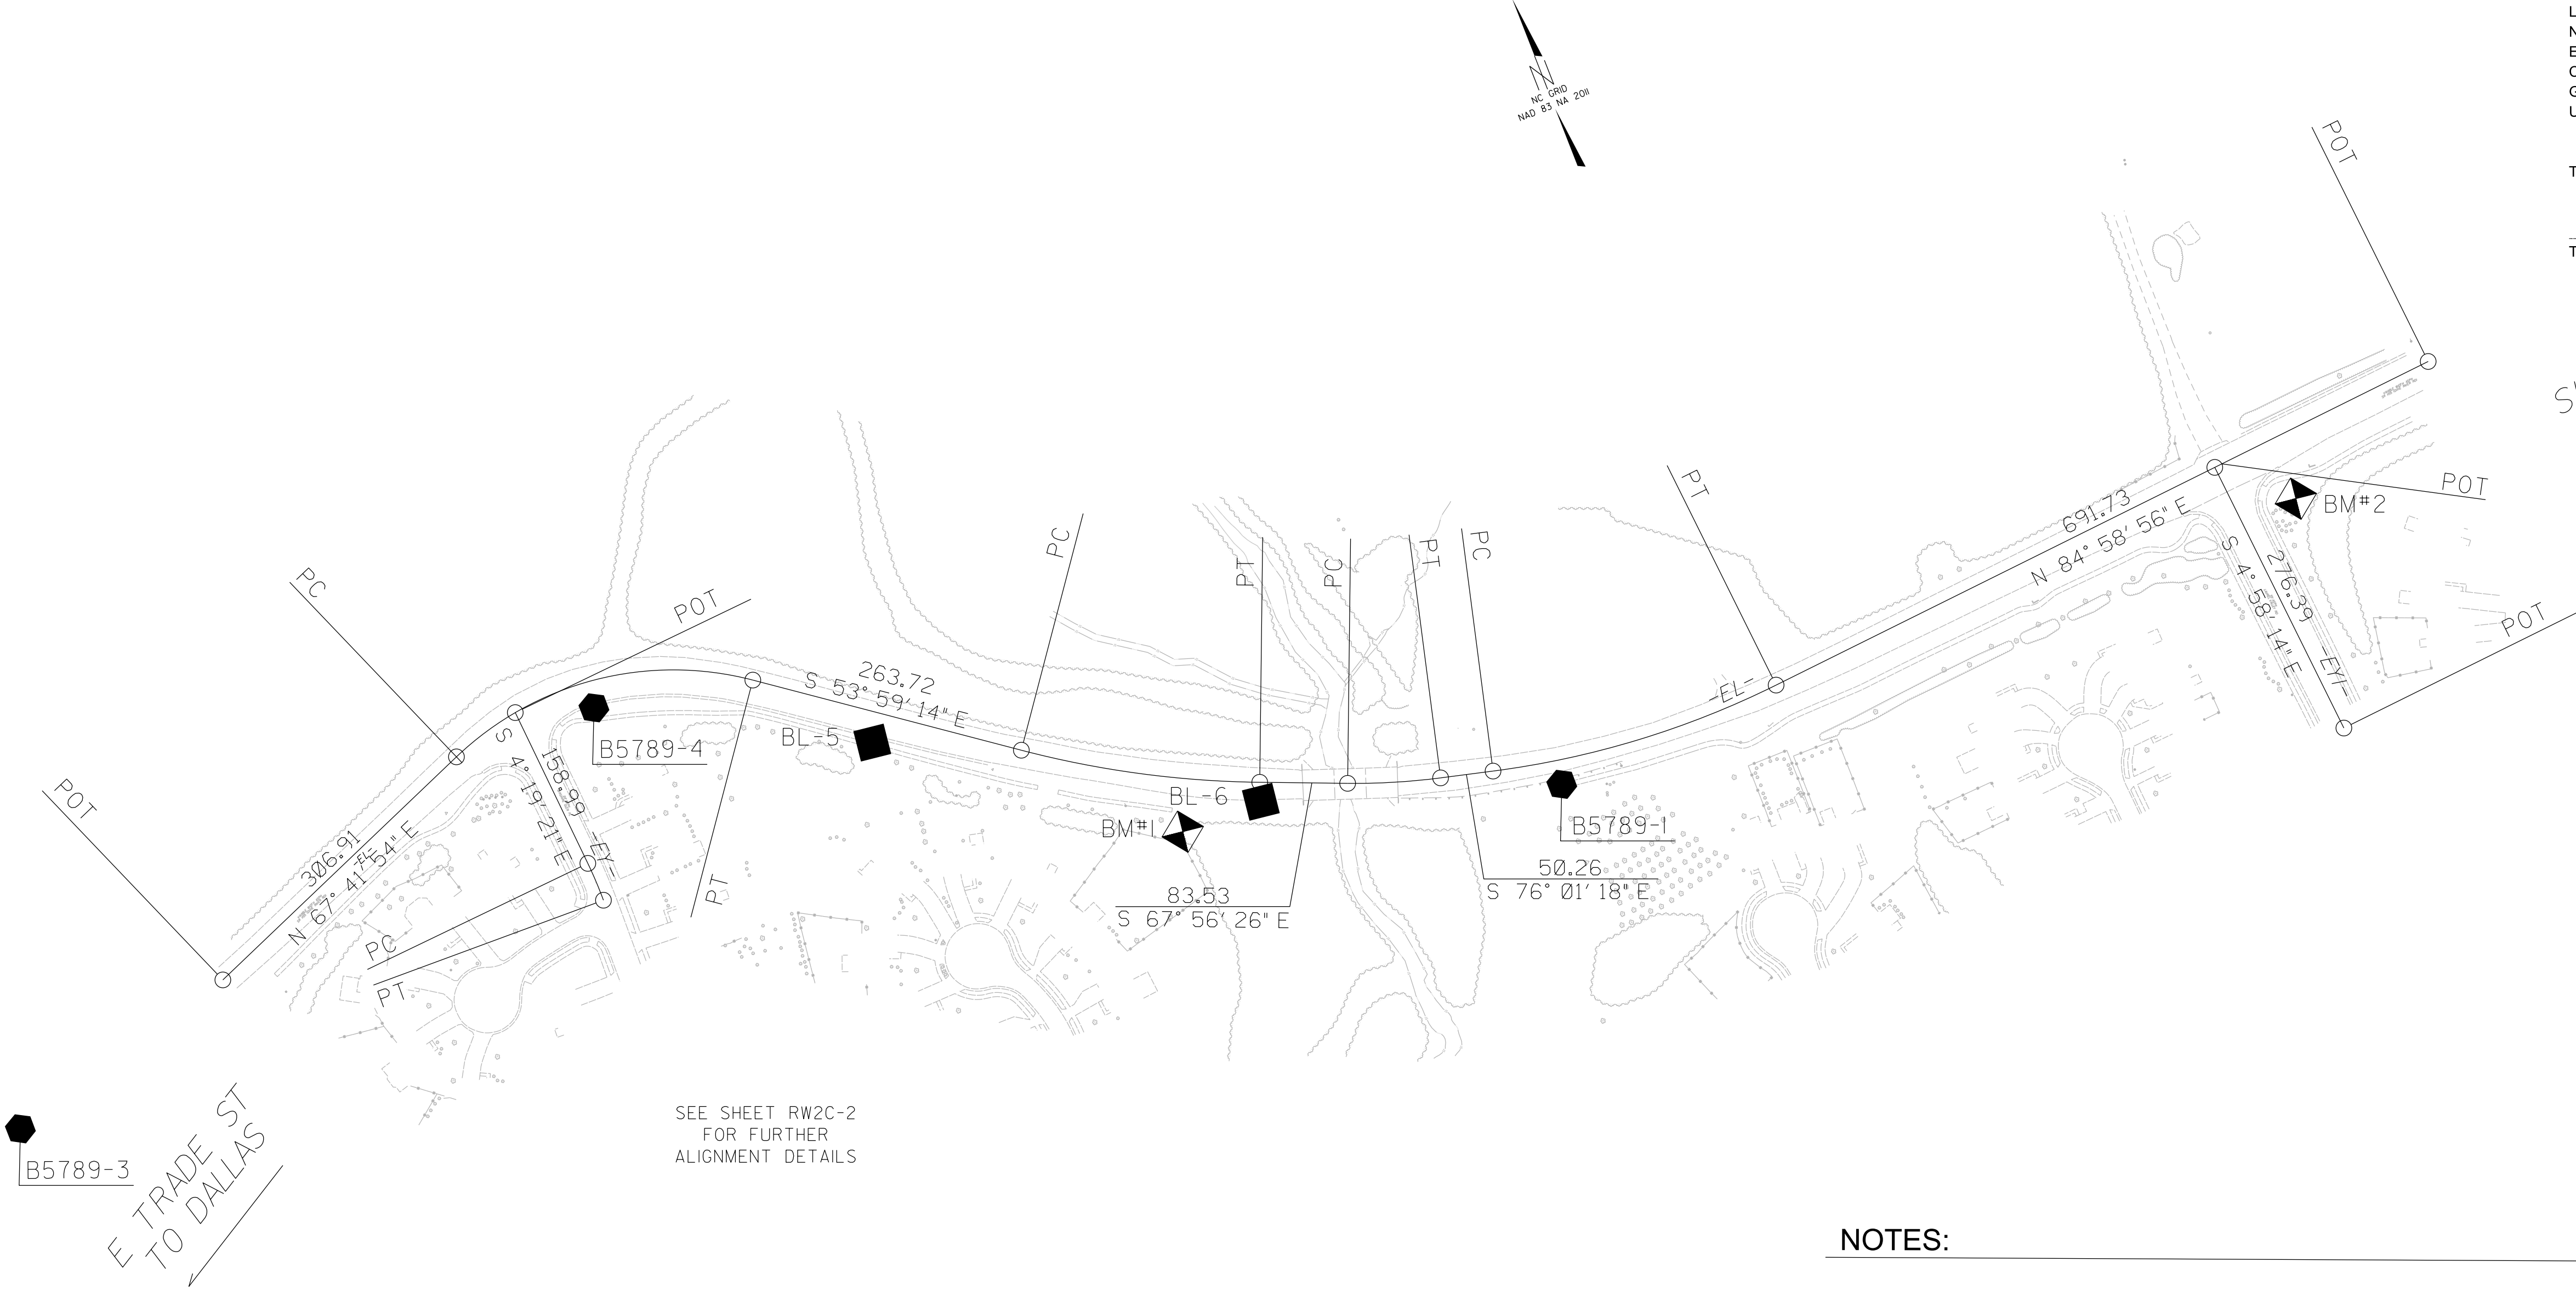 N
NC GRID
NAD 83 NA 2011
L
N
E
O
G
U
T
T
POT
PC
POT
PC
PT
PC
PT
PC
PT
POT
POT
POT
306.91
N 67° 41' 54" E
-EL-
S 4° 19' 21" E
158.99
-EY-
PC
PT
B5789-4
PT
263.72
S 53° 59' 14" E
BL-5
BL-6
BM#1
83.53
S 67° 56' 26" E
50.26
S 76° 01' 18" E
B5789-1
-EL-
691.73
N 84° 58' 56" E
S 4° 58' 14" E
276.39
-EY1-
BM#2
B5789-3
E TRADE ST
TO DALLAS
SEE SHEET RW2C-2
FOR FURTHER
ALIGNMENT DETAILS
NOTES: